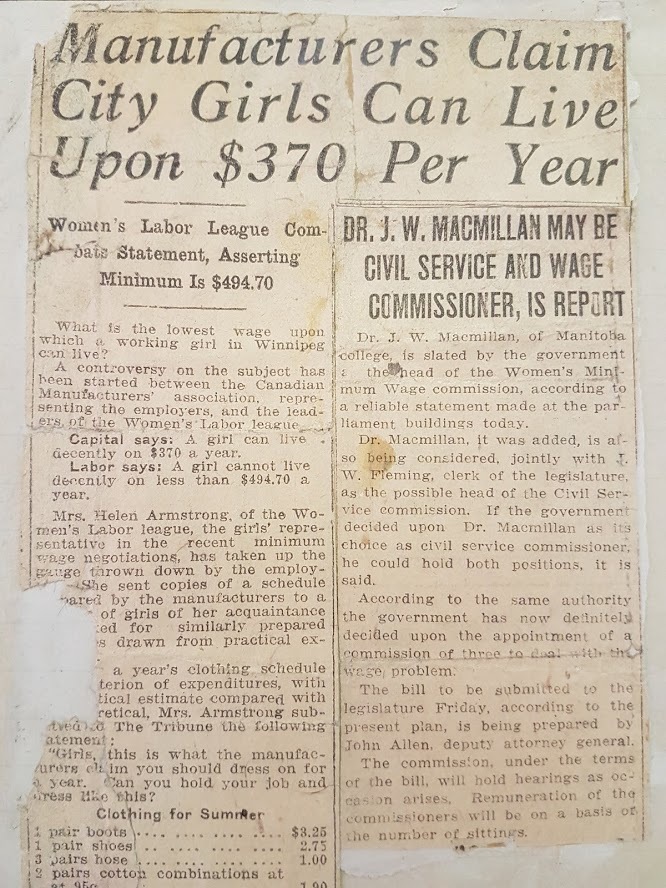 Manufacturers Claim
City Girls Can Live
Upon $370 Per Year
Women's Labor League Com-
bats Statement, Asserting
Minimum Is $494.70
What is the lowest wage upon
which a working girl in Winnipeg
can live?
A controversy on the subject has
been started between the Canadian
Manufacturers' association, repre-
senting the employers, and the lead-
ers of the Women's Labor league.
Capital says: A girl can live
decently on $370 a year.
Labor says: A girl cannot live
decently on less than $494.70 a
year.
Mrs. Helen Armstrong, of the Wo-
men's Labor league, the girls' repre-
sentative in the recent minimum
wage negotiations, has taken up the
gauge thrown down by the employ-
She sent copies of a schedule
pared by the manufacturers to a
of girls of her acquaintance
ed for similarly prepared
s drawn from practical ex-
a year's clothing schedule
terion of expenditures, with
tical estimate compared with
retical, Mrs. Armstrong sub-
The Tribune the following
atement:
"Girls, this is what the manufac-
urers claim you should dress on for
a year. Can you hold your job and
dress like this?
Clothing for Summer
1 pair boots .... .... .... .... $3.25
1 pair shoes .... .... .... .... 2.75
3 pairs hose .... .... .... .... 1.00
2 pairs cotton combinations at
at 95c 1.90
DR. J. W. MACMILLAN MAY BE
CIVIL SERVICE AND WAGE
COMMISSIONER, IS REPORT
Dr. J. W. Macmillan, of Manitoba
college, is slated by the government
a the head of the Women's Mini-
mum Wage commission, according to
a reliable statement made at the par-
liament buildings today.
Dr. Macmillan, it was added, is al-
so being considered, jointly with J.
W. Fleming, clerk of the legislature,
as the possible head of the Civil Ser-
vice commission. If the government
decided upon Dr. Macmillan as its
choice as civil service commissioner,
he could hold both positions, it is
said.
According to the same authority
the government has now definitely
decided upon the appointment of a
commission of three to deal with the
wage problem.
The bill to be submitted to the
legislature Friday, according to the
present plan, is being prepared by
John Allen, deputy attorney general.
The commission, under the terms
of the bill, will hold hearings as oc-
casion arises. Remuneration of the
commissioners will be on a basis of
the number of sittings.